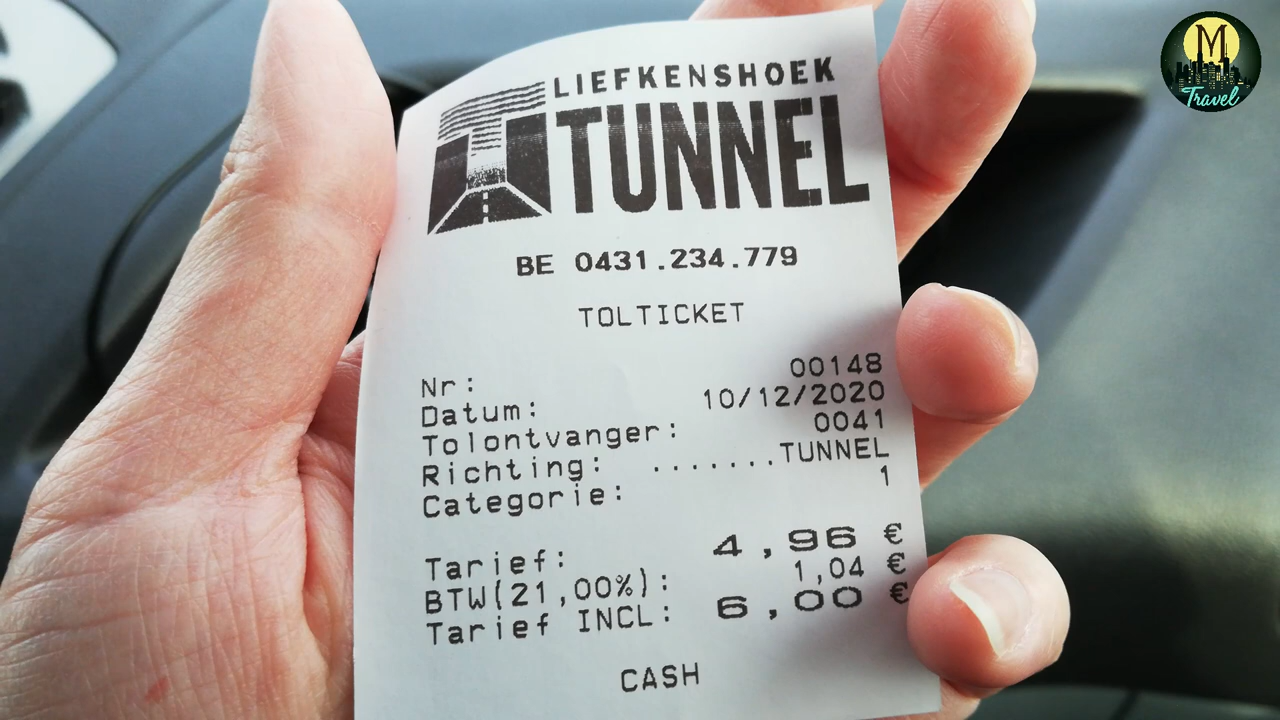 LIEFKENSHOEK
TUNNEL
BE 0431.234.779
TOLTICKET
Nr: 00148
Datum: 10/12/2020
Tolontvanger: 0041
Richting: .......TUNNEL
Categorie: 1
Tarief: 4,96 €
BTW(21,00%): 1,04 €
Tarief INCL: 6,00 €
CASH
M
Travel